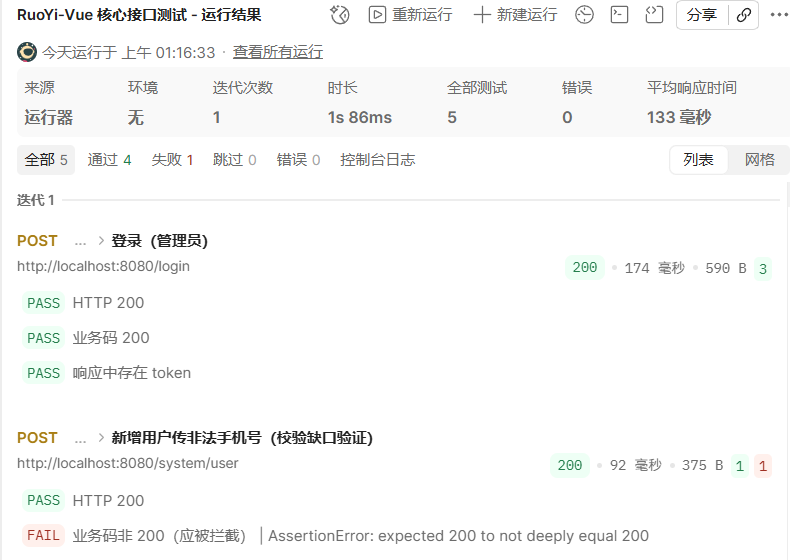 RuoYi-Vue 核心接口测试 - 运行结果 重新运行 新建运行 分享
今天运行于 上午 01:16:33 · 查看所有运行
来源 环境 迭代次数 时长 全部测试 错误 平均响应时间
运行器 无 1 1s 86ms 5 0 133 毫秒
全部 5 通过 4 失败 1 跳过 0 错误 0 控制台日志 列表 网格
迭代 1
POST ... > 登录（管理员）
http://localhost:8080/login 200 • 174 毫秒 • 590 B 3
PASS HTTP 200
PASS 业务码 200
PASS 响应中存在 token
POST ... > 新增用户传非法手机号（校验缺口验证）
http://localhost:8080/system/user 200 • 92 毫秒 • 375 B 1 1
PASS HTTP 200
FAIL 业务码非 200（应被拦截） | AssertionError: expected 200 to not deeply equal 200